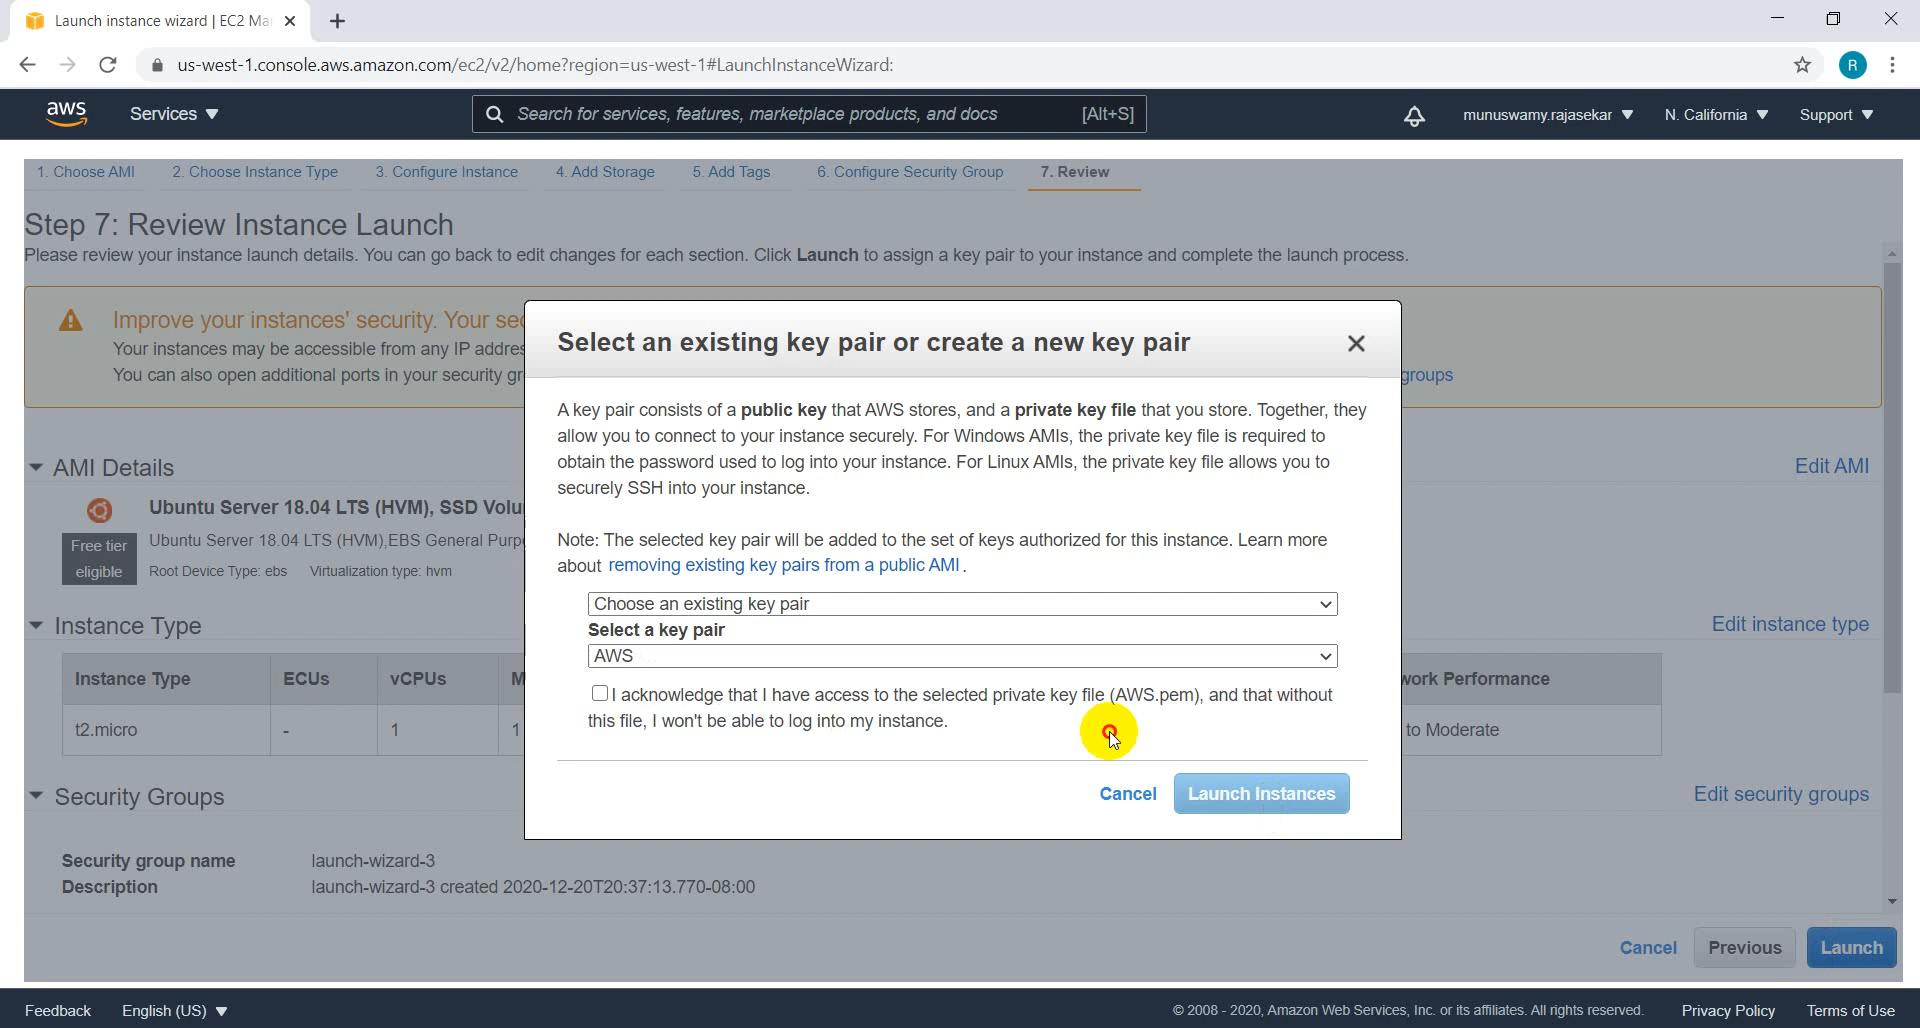 Launch instance wizard | EC2 Ma
us-west-1.console.aws.amazon.com/ec2/v2/home?region=us-west-1#LaunchInstanceWizard:
R
aws
Services
Search for services, features, marketplace products, and docs
[Alt+S]
munuswamy.rajasekar
N. California
Support
1. Choose AMI
2. Choose Instance Type
3. Configure Instance
4. Add Storage
5. Add Tags
6. Configure Security Group
7. Review
Step 7: Review Instance Launch
Please review your instance launch details. You can go back to edit changes for each section. Click Launch to assign a key pair to your instance and complete the launch process.
Improve your instances' security. Your sec
Your instances may be accessible from any IP addres
You can also open additional ports in your security gr
groups
Select an existing key pair or create a new key pair
A key pair consists of a public key that AWS stores, and a private key file that you store. Together, they
allow you to connect to your instance securely. For Windows AMIs, the private key file is required to
obtain the password used to log into your instance. For Linux AMIs, the private key file allows you to
securely SSH into your instance.
Note: The selected key pair will be added to the set of keys authorized for this instance. Learn more
about removing existing key pairs from a public AMI.
Choose an existing key pair
Select a key pair
AWS
I acknowledge that I have access to the selected private key file (AWS.pem), and that without
this file, I won't be able to log into my instance.
Cancel
Launch Instances
AMI Details
Edit AMI
Ubuntu Server 18.04 LTS (HVM), SSD Volu
Free tier
eligible
Ubuntu Server 18.04 LTS (HVM),EBS General Purp
Root Device Type: ebs
Virtualization type: hvm
Instance Type
Edit instance type
Instance Type
ECUs
vCPUs
M
work Performance
t2.micro
-
1
1
to Moderate
Security Groups
Edit security groups
Security group name
launch-wizard-3
Description
launch-wizard-3 created 2020-12-20T20:37:13.770-08:00
Cancel
Previous
Launch
Feedback
English (US)
© 2008 - 2020, Amazon Web Services, Inc. or its affiliates. All rights reserved.
Privacy Policy
Terms of Use